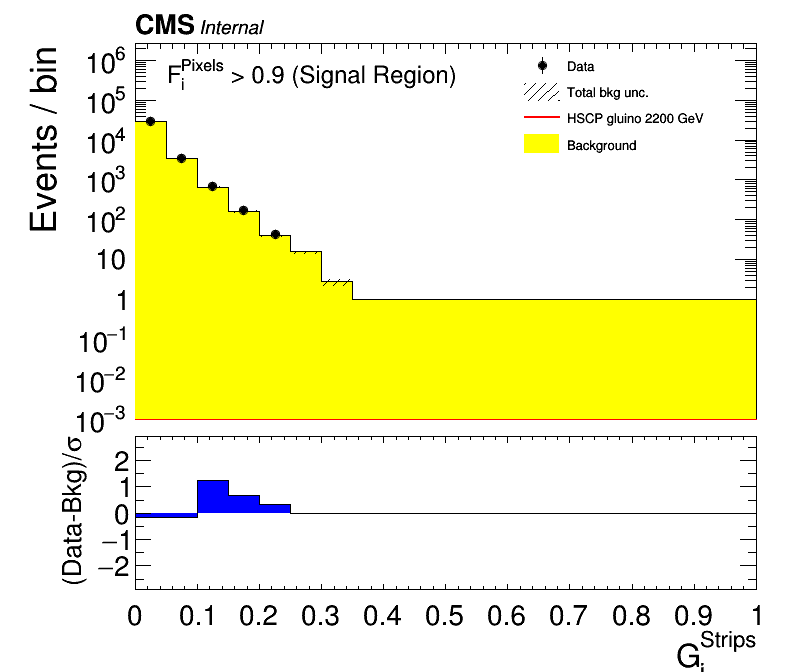 CMS Internal
F_i^Pixels > 0.9 (Signal Region)
Data
Total bkg unc.
HSCP gluino 2200 GeV
Background
Events / bin
10^6
10^5
10^4
10^3
10^2
10
1
10^−1
10^−2
10^−3
(Data-Bkg)/σ
2
1
0
−1
−2
0 0.1 0.2 0.3 0.4 0.5 0.6 0.7 0.8 0.9 1
G_i^Strips